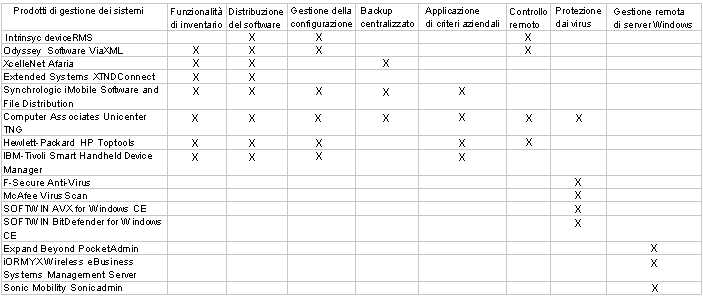 Prodotti di gestione dei sistemi | Funzionalità di inventario | Distribuzione del software | Gestione della configurazione | Backup centralizzato | Applicazione di criteri aziendali | Controllo remoto | Protezione dai virus | Gestione remota di server Windows
Intrinsyc deviceRMS | | X | X | | | X | |
Odyssey Software ViaXML | X | X | X | | | X | |
XcelleNet Afaria | X | X | | X | | | |
Extended Systems XTNDConnect | X | X | | | | | |
Synchrologic iMobile Software and File Distribution | X | X | X | X | X | | |
Computer Associates Unicenter TNG | X | X | X | X | X | X | X |
Hewlett-Packard HP Toptools | X | X | X | | X | X | |
IBM-Tivoli Smart Handheld Device Manager | X | X | X | | X | | |
F-Secure Anti-Virus | | | | | | | X |
McAfee VirusScan | | | | | | | X |
SOFTWIN AVX for Windows CE | | | | | | | X |
SOFTWIN BitDefender for Windows CE | | | | | | | X |
Expand Beyond PocketAdmin | | | | | | | | X
iORMYX Wireless eBusiness Systems Management Server | | | | | | | | X
Sonic Mobility Sonicadmin | | | | | | | | X